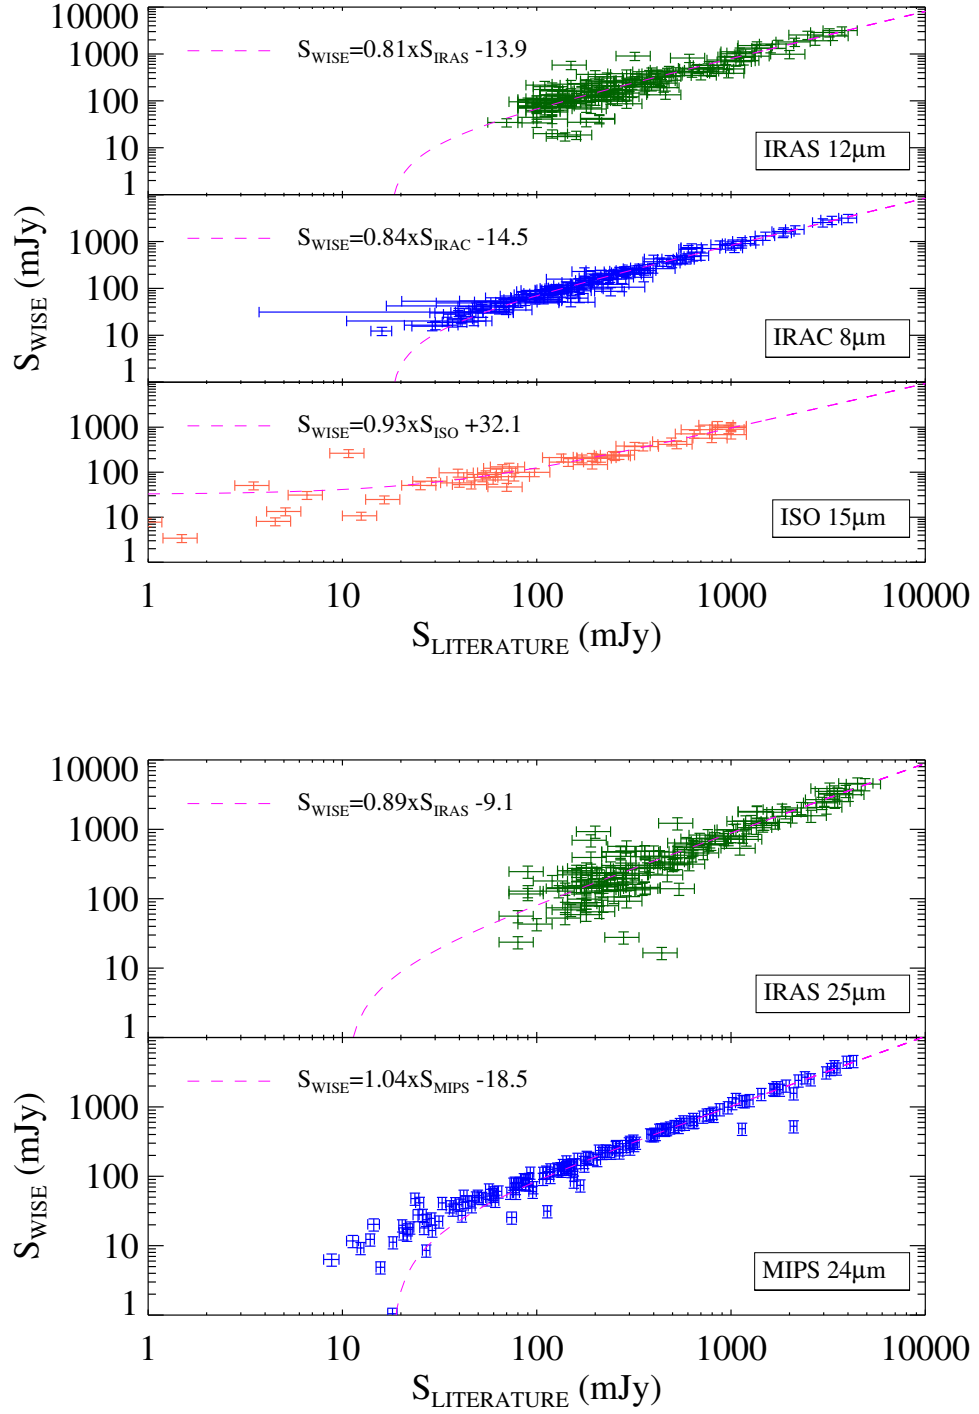 10000
1000
100
10
1
S_WISE=0.81xS_IRAS -13.9
IRAS 12μm
1000
100
10
1
S_WISE=0.84xS_IRAC -14.5
IRAC 8μm
S_WISE (mJy)
1000
100
10
1
S_WISE=0.93xS_ISO +32.1
ISO 15μm
1 10 100 1000 10000
S_LITERATURE (mJy)
10000
1000
100
10
1
S_WISE=0.89xS_IRAS -9.1
IRAS 25μm
1000
100
10
1
S_WISE=1.04xS_MIPS -18.5
MIPS 24μm
S_WISE (mJy)
1 10 100 1000 10000
S_LITERATURE (mJy)